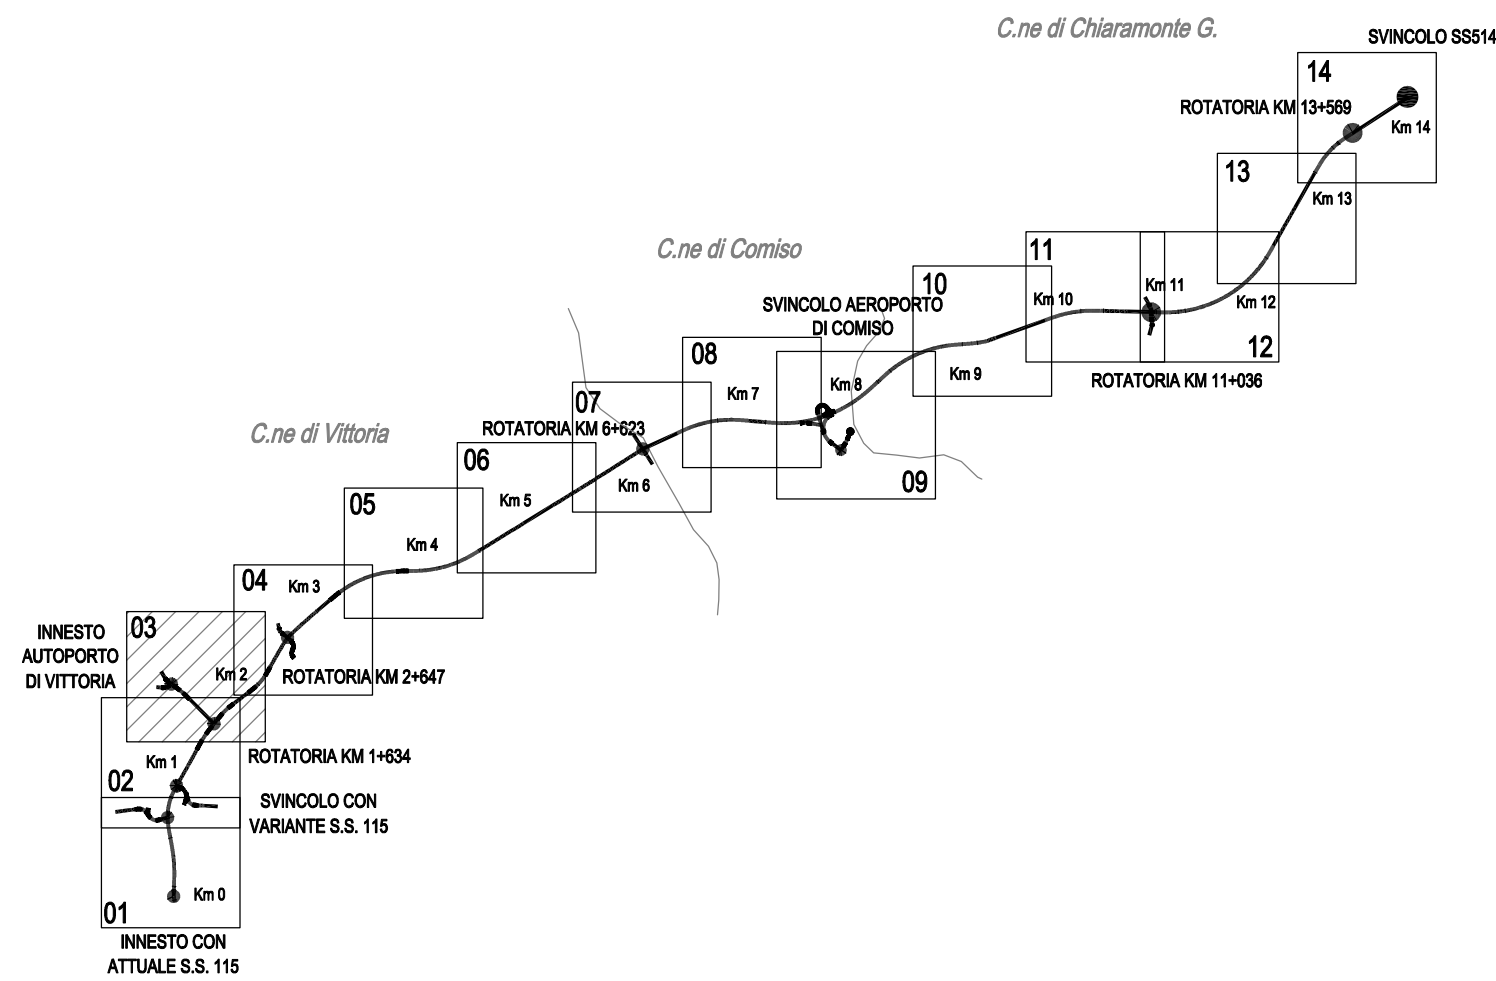 C.ne di Chiaramonte G.
SVINCOLO SS514
14
ROTATORIA KM 13+569
Km 14
13
Km 13
C.ne di Comiso
11
10
Km 11
SVINCOLO AEROPORTO
DI COMISO
Km 10
Km 12
12
08
Km 9
ROTATORIA KM 11+036
Km 8
Km 7
07
C.ne di Vittoria
ROTATORIA KM 6+623
06
Km 6
09
05
Km 5
Km 4
04
Km 3
03
INNESTO
AUTOPORTO
DI VITTORIA
Km 2
ROTATORIA KM 2+647
ROTATORIA KM 1+634
Km 1
02
SVINCOLO CON
VARIANTE S.S. 115
Km 0
01
INNESTO CON
ATTUALE S.S. 115